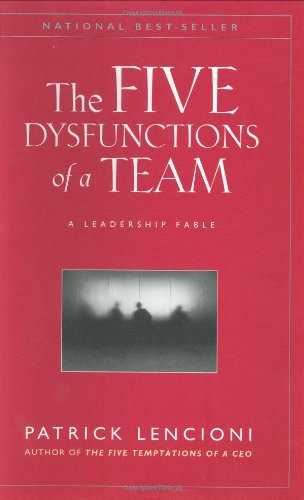 NATIONAL BEST-SELLER
The FIVE
DYSFUNCTIONS
of a TEAM
A LEADERSHIP FABLE
PATRICK LENCIONI
AUTHOR OF THE FIVE TEMPTATIONS OF A CEO